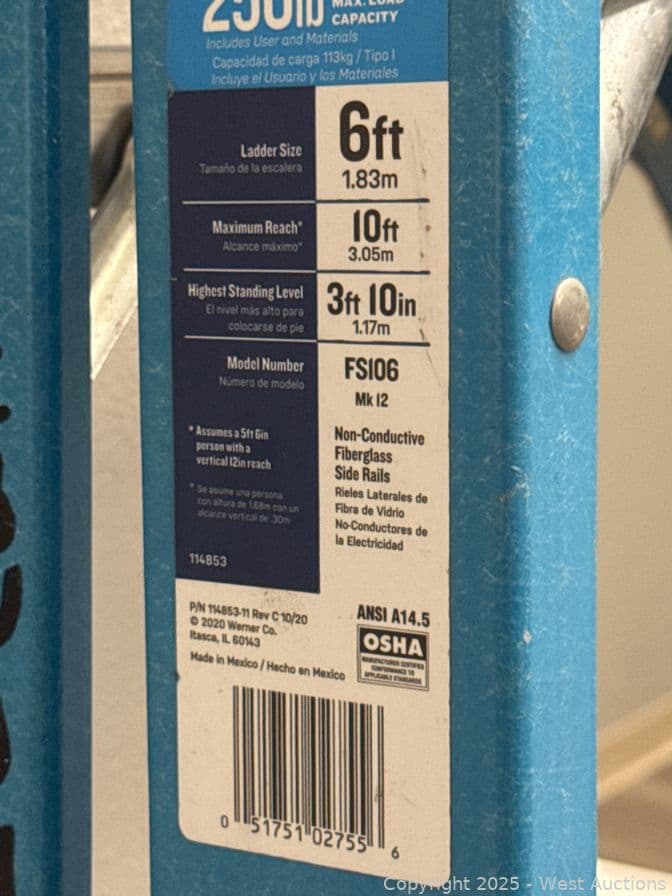 250lb MAX. LOAD
CAPACITY
Includes User and Materials
Capacidad de carga 113kg / Tipo I
Incluye el Usuario y los Materiales
Ladder Size
Tamaño de la escalera
6ft
1.83m
Maximum Reach*
Alcance máximo*
10ft
3.05m
Highest Standing Level
El nivel más alto para
colocarse de pie
3ft 10in
1.17m
Model Number
Número de modelo
FS106
Mk 12
* Assumes a 5ft 6in
person with a
vertical 12in reach
* Se asume una persona
con altura de 1.68m con un
alcance vertical de .30m
114853
Non-Conductive
Fiberglass
Side Rails
Rieles Laterales de
Fibra de Vidrio
No-Conductores de
la Electricidad
P/N 114853-11 Rev C 10/20
© 2020 Werner Co.
Itasca, IL 60143
Made in Mexico / Hecho en Mexico
ANSI A14.5
OSHA
MANUFACTURER CERTIFIES
CONFORMANCE TO
APPLICABLE STANDARDS
0 51751 02755 6
Copyright 2025 - West Auctions